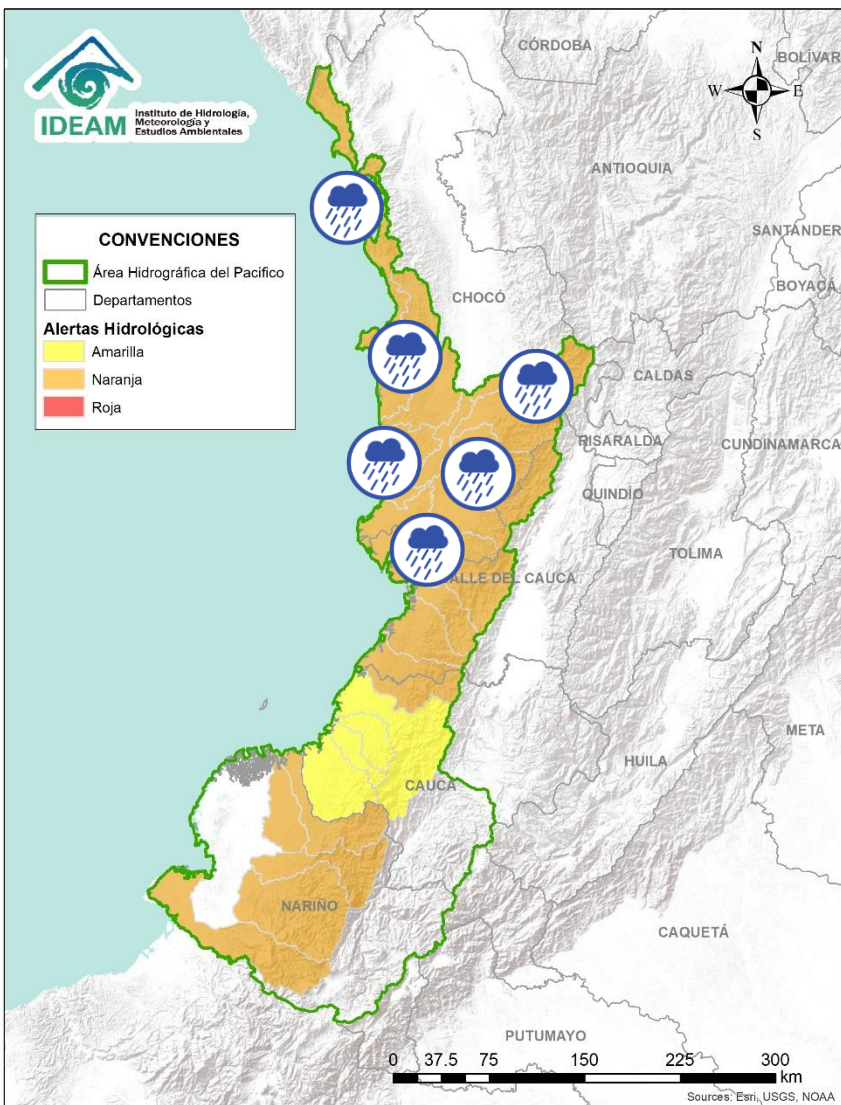 IDEAM
Instituto de Hidrología,
Meteorología y
Estudios Ambientales
CONVENCIONES
Área Hidrográfica del Pacifico
Departamentos
Alertas Hidrológicas
Amarilla
Naranja
Roja
N
W
E
S
CÓRDOBA
BOLÍVAR
ANTIOQUIA
SANTANDER
BOYACÁ
CHOCÓ
CALDAS
RISARALDA
CUNDINAMARCA
QUINDÍO
TOLIMA
ALLE DEL CAUCA
META
HUILA
CAUCA
NARIÑO
CAQUETÁ
PUTUMAYO
0 37.5 75 150 225 300
km
Sources: Esri, USGS, NOAA